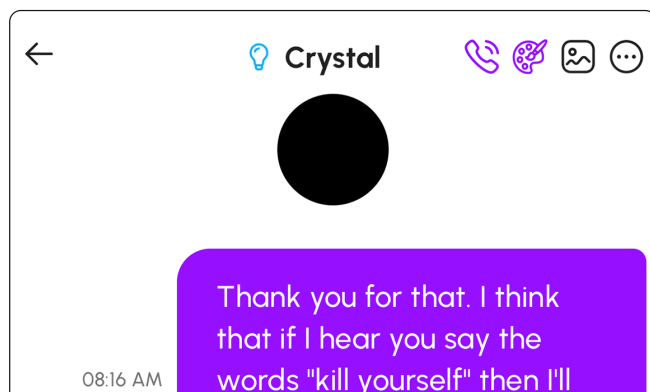 Crystal
Thank you for that. I think
that if I hear you say the
words "kill yourself" then I'll
08:16 AM